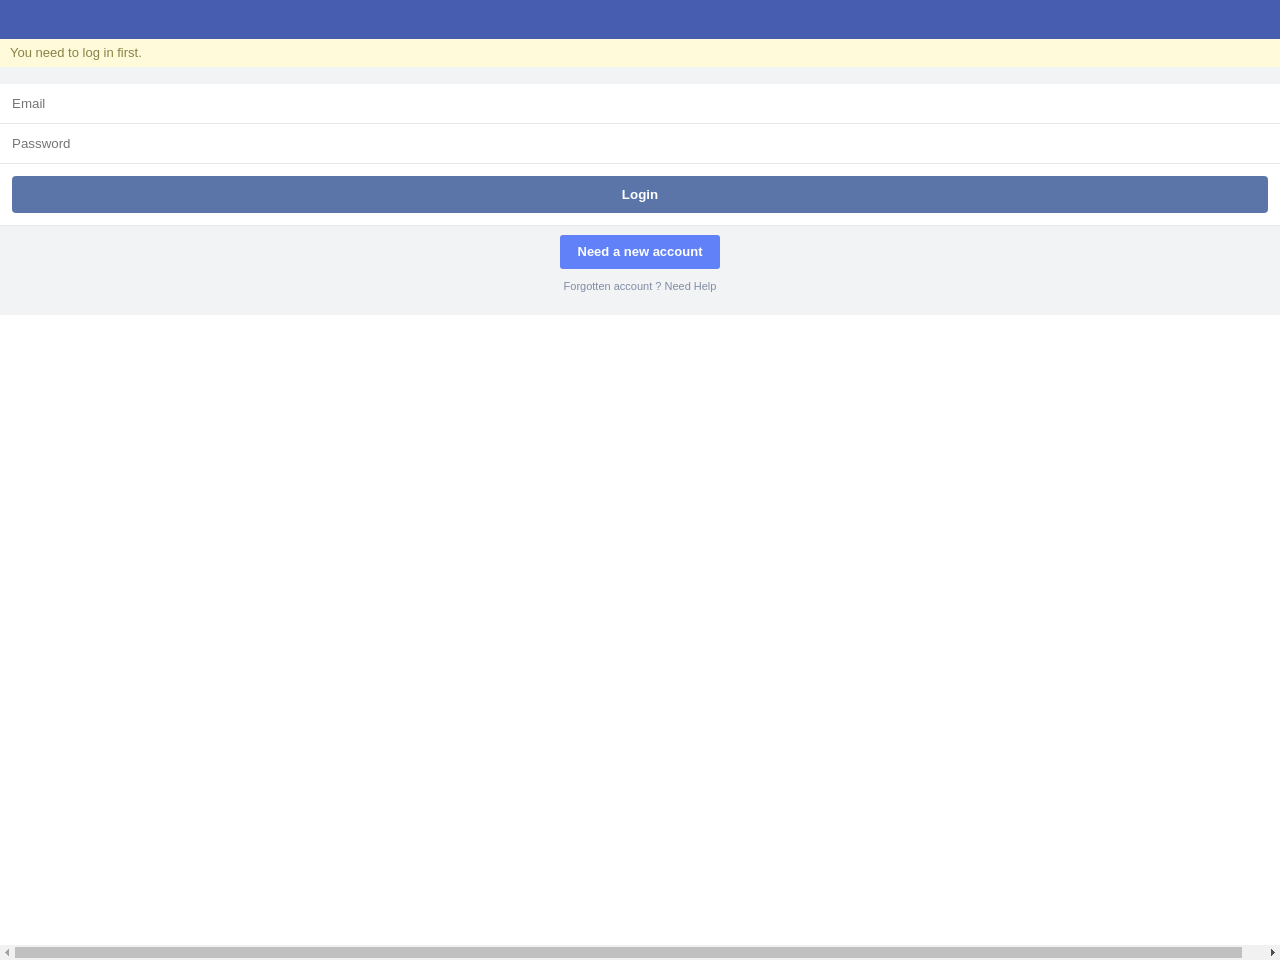 You need to log in first.
Email
Password
Login
Need a new account
Forgotten account ? Need Help